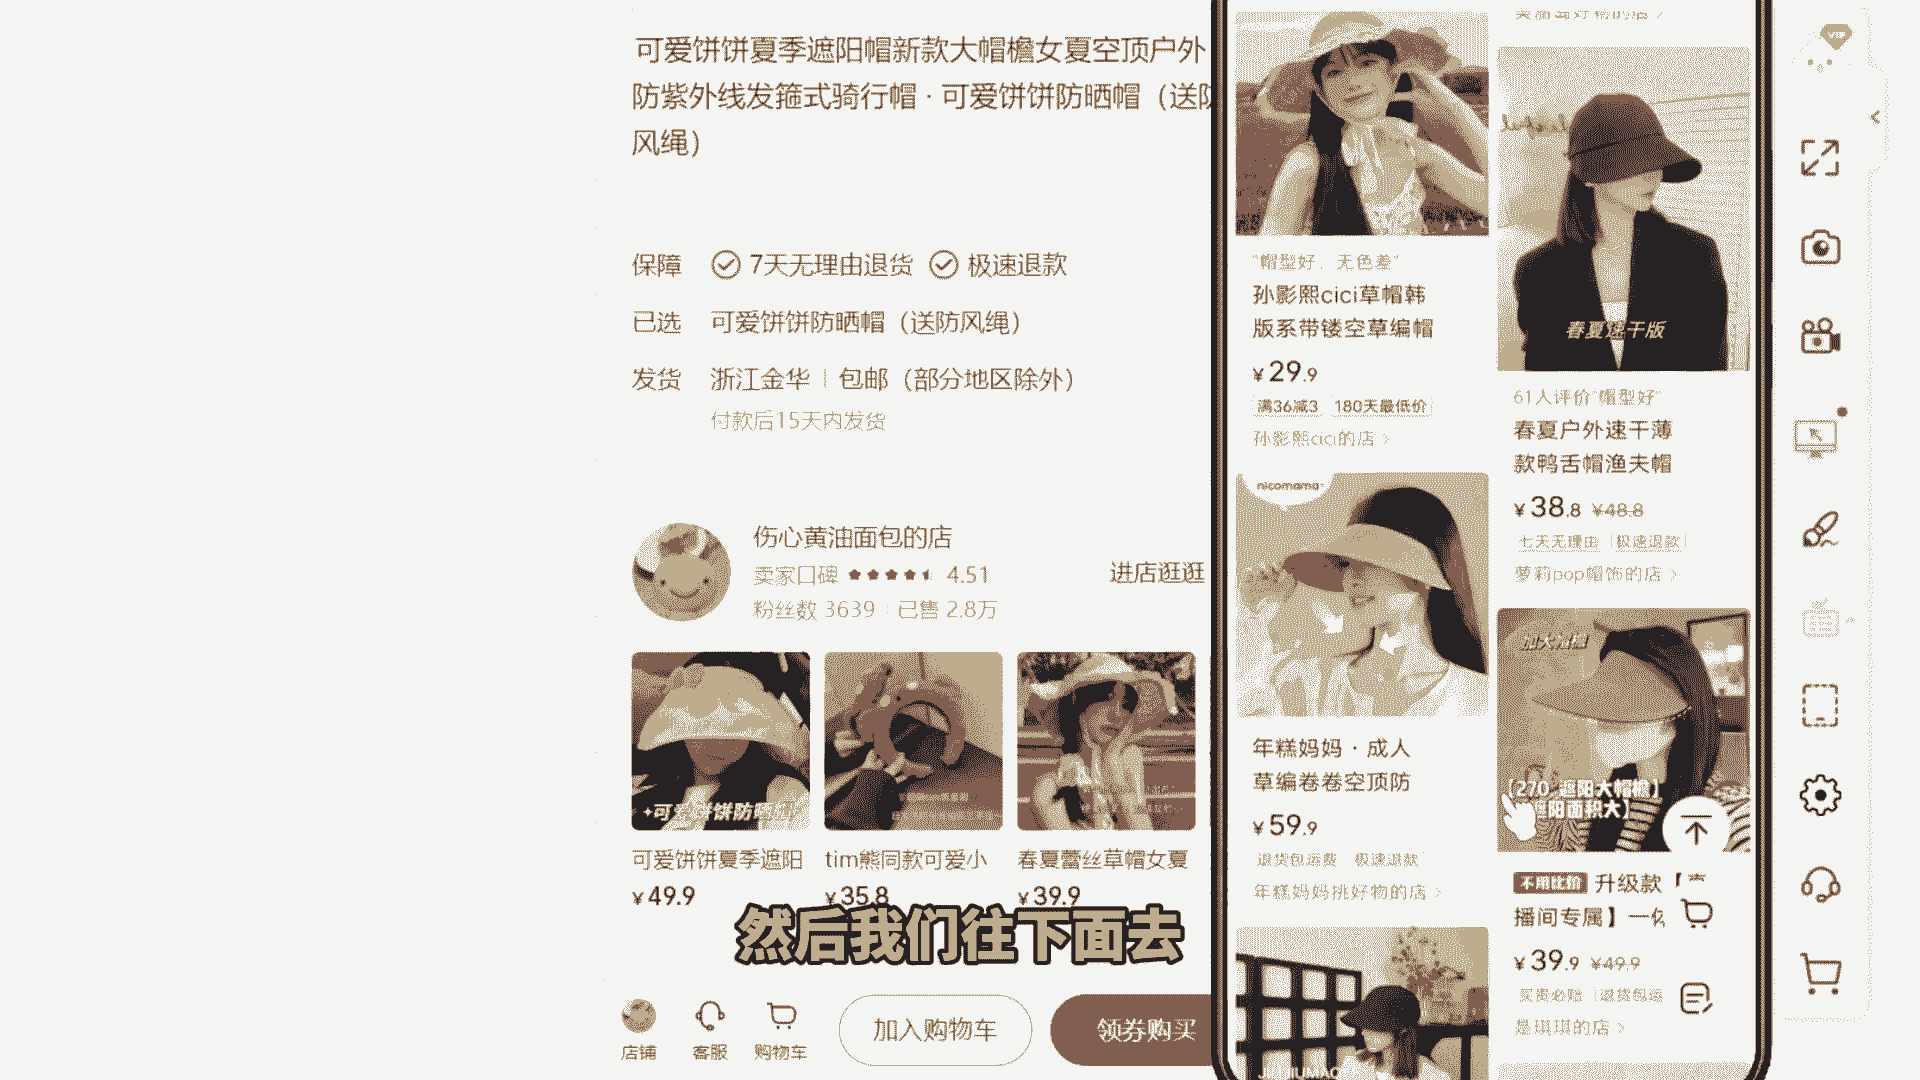 可爱饼饼夏季遮阳帽新款大帽檐女夏空顶户外
防紫外线发箍式骑行帽 · 可爱饼饼防晒帽（送防
风绳）
保障 7天无理由退货 极速退款
已选 可爱饼饼防晒帽（送防风绳）
发货 浙江金华 | 包邮（部分地区除外）
付款后15天内发货
伤心黄油面包的店
卖家口碑 4.51
粉丝数 3639 已售 2.8万
进店逛逛
可爱饼饼防晒帽
可爱饼饼夏季遮阳
¥49.9
tim熊同款可爱小
¥35.8
春夏蕾丝草帽女夏
¥39.9
然后我们往下面去
店铺
客服
购物车
加入购物车
领券购买
"帽型好，无色差"
孙影熙cici草帽韩
版系带镂空草编帽
¥29.9
满36减3 180天最低价
孙影熙cici的店 >
nicomama
年糕妈妈 · 成人
草编卷卷空顶防
¥59.9
退货包运费 极速退款
年糕妈妈挑好物的店 >
春夏速干版
61人评价"帽型好"
春夏户外速干薄
款鸭舌帽渔夫帽
¥38.8 ¥48.8
七天无理由 极速退款
萝莉pop帽饰的店 >
加大帽檐
【270 遮阳大帽檐】
遮阳面积大】
不用比价 升级款
播间专属】一
¥39.9 ¥49.9
买贵必赔 退货包运
是琪琪的店 >
VIP